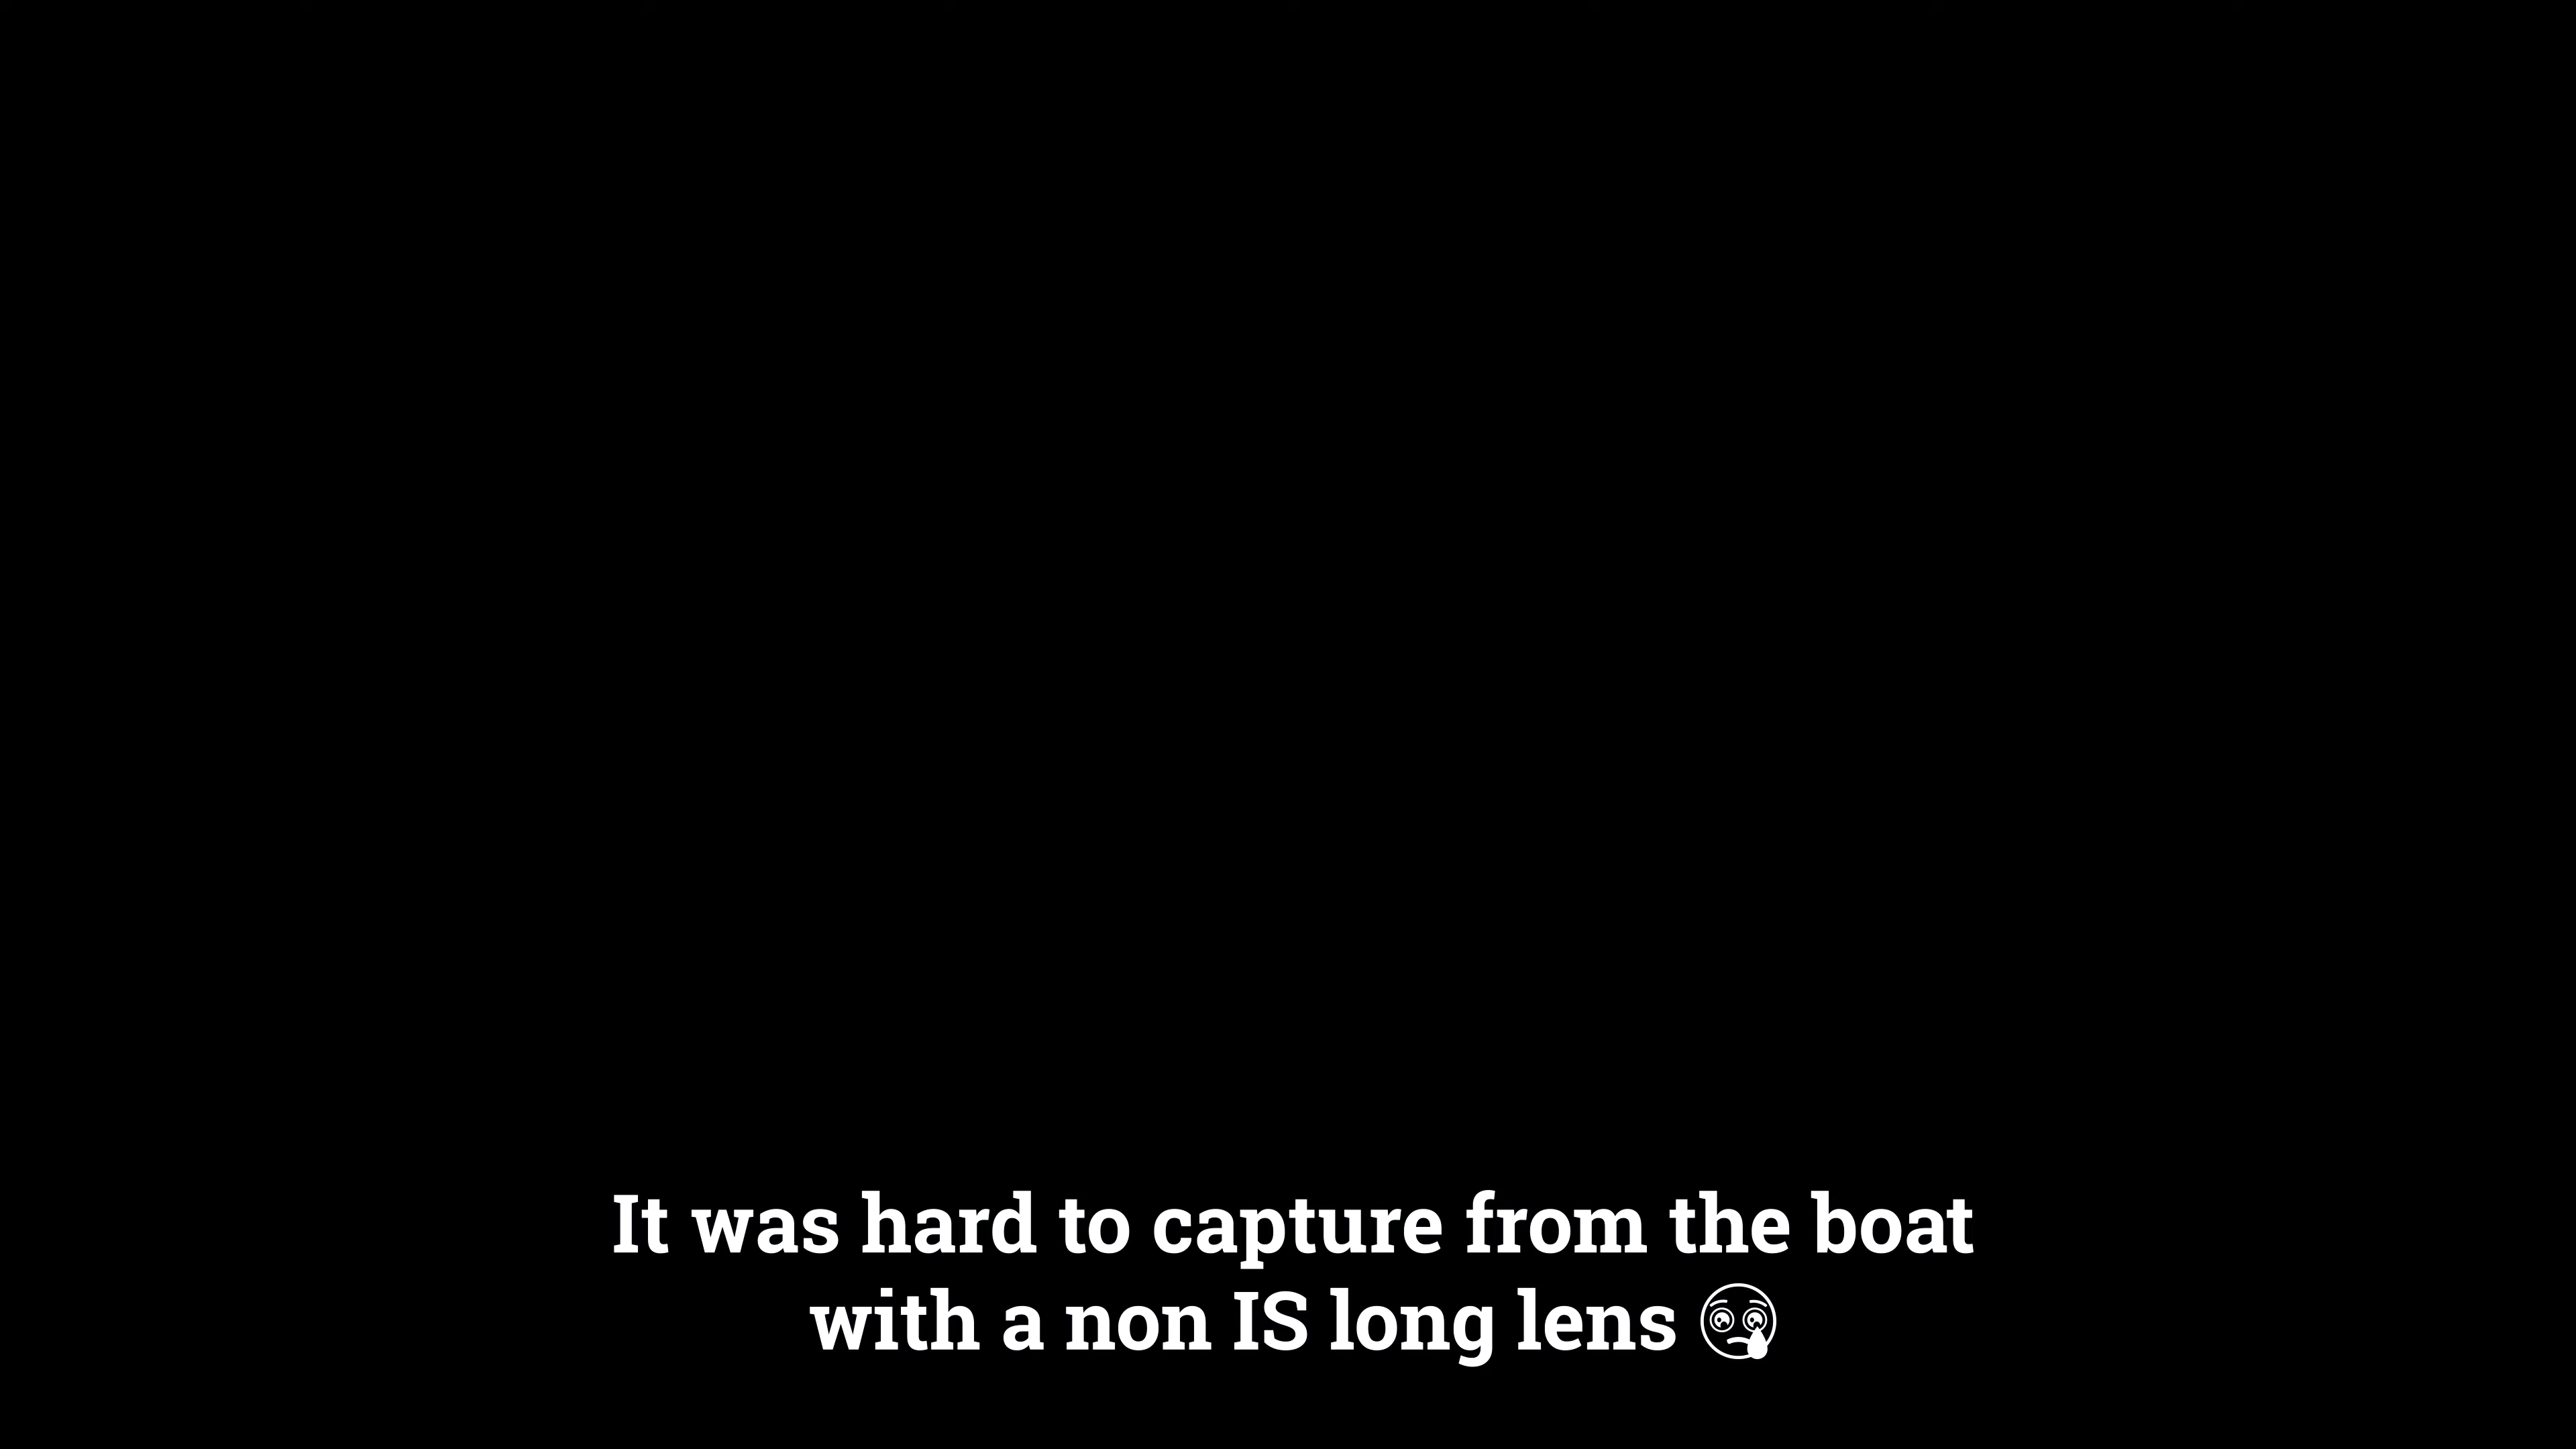 It was hard to capture from the boat
with a non IS long lens 😢